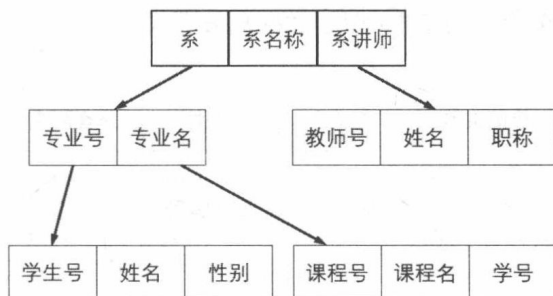 系 系名称 系讲师
专业号 专业名 教师号 姓名 职称
学生号 姓名 性别 课程号 课程名 学号